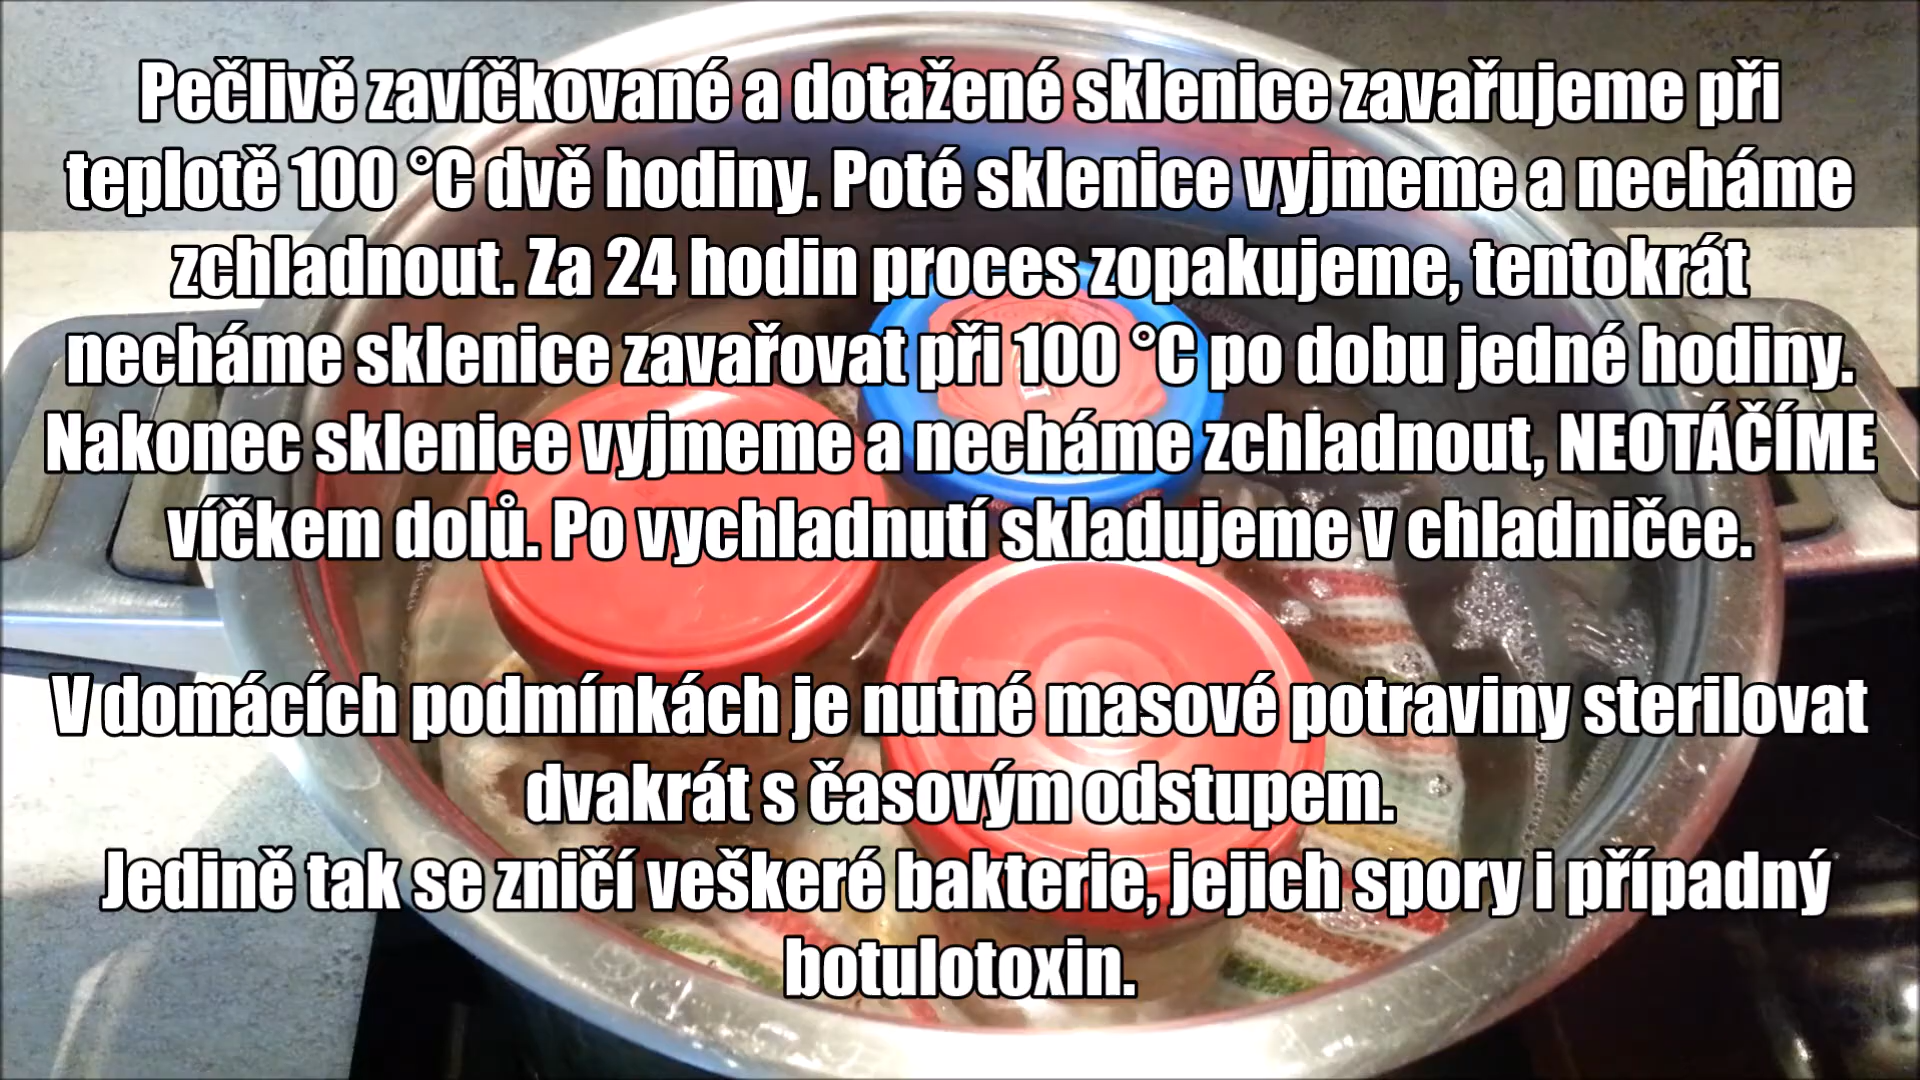 Pečlivě zavíčkované a dotažené sklenice zavařujeme při
teplotě 100 °C dvě hodiny. Poté sklenice vyjmeme a necháme
zchladnout. Za 24 hodin proces zopakujeme, tentokrát
necháme sklenice zavařovat při 100 °C po dobu jedné hodiny.
Nakonec sklenice vyjmeme a necháme zchladnout, NEOTÁČÍME
víčkem dolů. Po vychladnutí skladujeme v chladničce.
V domácích podmínkách je nutné masové potraviny sterilovat
dvakrát s časovým odstupem.
Jedině tak se zničí veškeré bakterie, jejich spory i případný
botulotoxin.